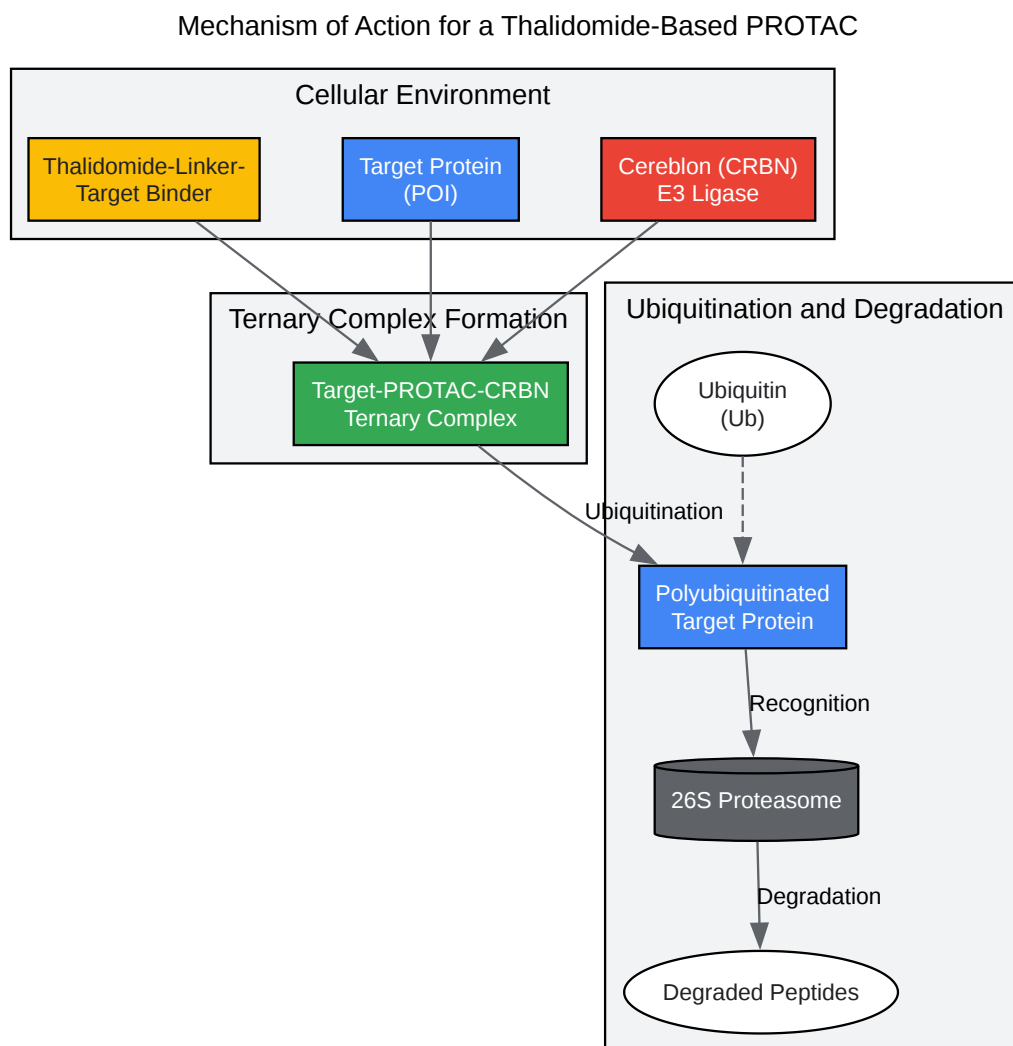 Mechanism of Action for a Thalidomide-Based PROTAC
Cellular Environment
Thalidomide-Linker-
Target Binder
Target Protein
(POI)
Cereblon (CRBN)
E3 Ligase
Ternary Complex Formation
Target-PROTAC-CRBN
Ternary Complex
Ubiquitination and Degradation
Ubiquitin
(Ub)
Ubiquitination
Polyubiquitinated
Target Protein
Recognition
26S Proteasome
Degradation
Degraded Peptides